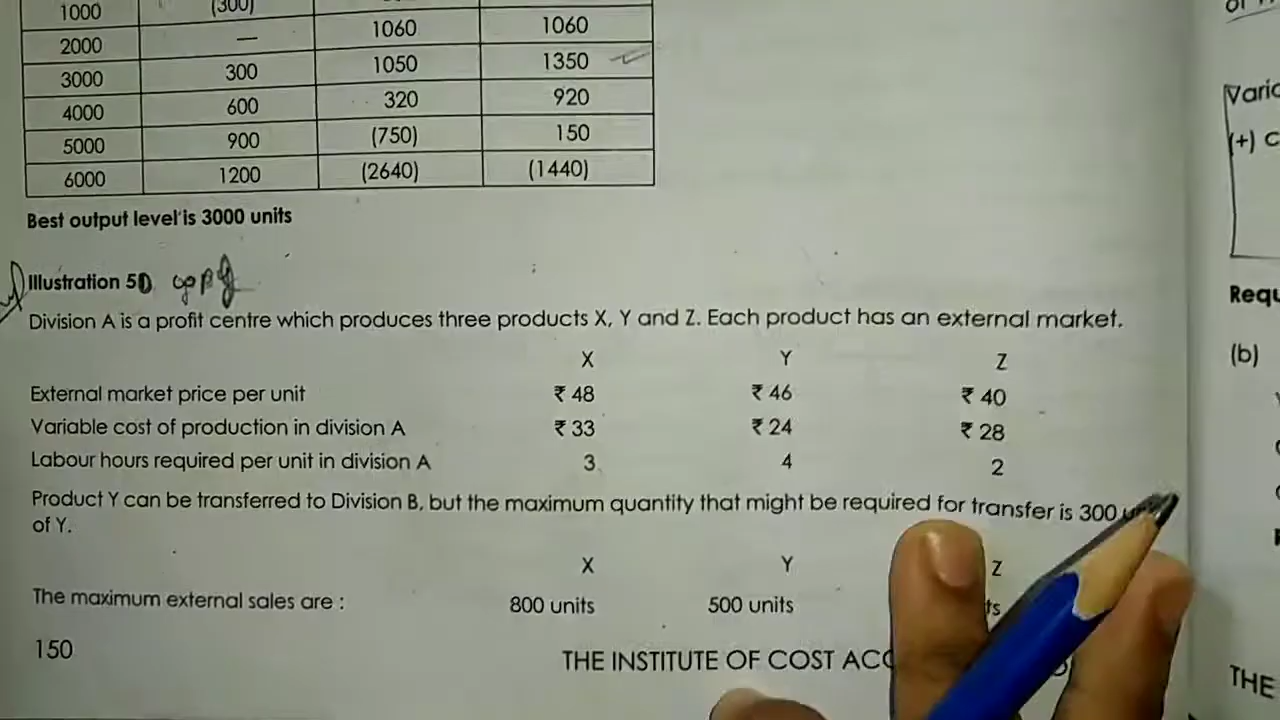 1000 (300)
2000 — 1060 1060
3000 300 1050 1350
4000 600 320 920
5000 900 (750) 150
6000 1200 (2640) (1440)
Best output level is 3000 units
Illustration 50 copy
Division A is a profit centre which produces three products X, Y and Z. Each product has an external market.
X Y Z
External market price per unit ₹ 48 ₹ 46 ₹ 40
Variable cost of production in division A ₹ 33 ₹ 24 ₹ 28
Labour hours required per unit in division A 3 4 2
Product Y can be transferred to Division B, but the maximum quantity that might be required for transfer is 300
of Y.
X Y Z
The maximum external sales are : 800 units 500 units
150 THE INSTITUTE OF COST
(+)
(b)
THE